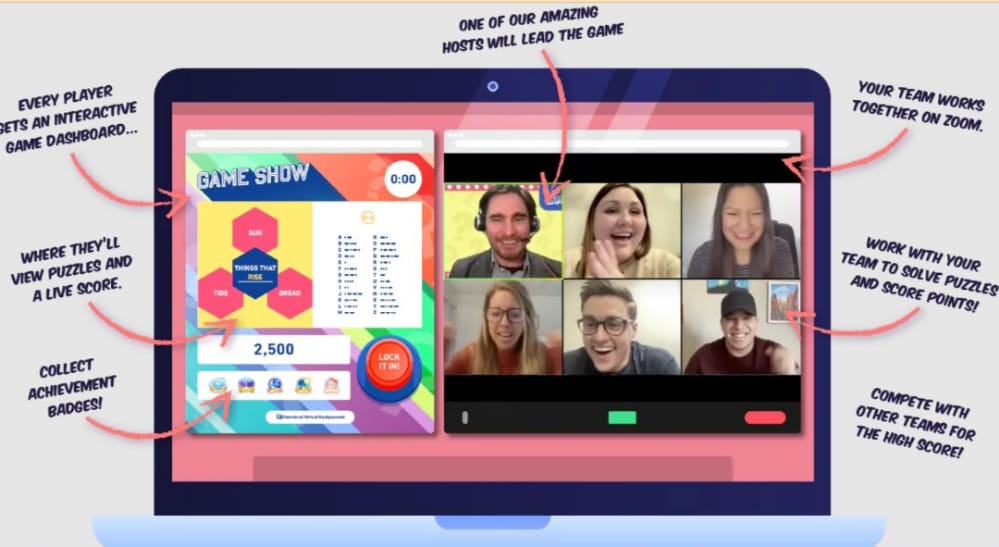 ONE OF OUR AMAZING
HOSTS WILL LEAD THE GAME
EVERY PLAYER
GETS AN INTERACTIVE
GAME DASHBOARD...
YOUR TEAM WORKS
TOGETHER ON ZOOM.
GAME SHOW
0:00
SUN
THINGS THAT
RISE
TIDE
BREAD
WHERE THEY'LL
VIEW PUZZLES AND
A LIVE SCORE.
WORK WITH YOUR
TEAM TO SOLVE PUZZLES
AND SCORE POINTS!
2,500
LOCK
IT IN!
COLLECT
ACHIEVEMENT
BADGES!
Download Virtual Backgrounds
COMPETE WITH
OTHER TEAMS FOR
THE HIGH SCORE!